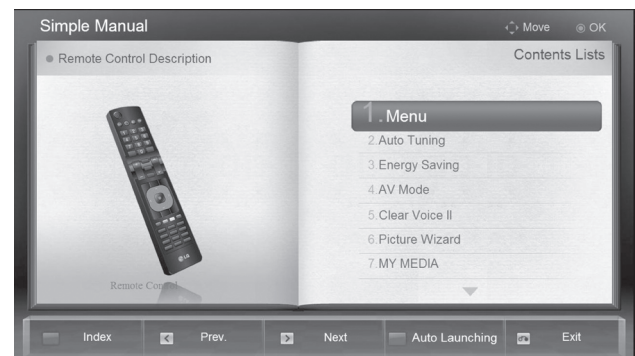 Simple Manual
Move
OK
Remote Control Description
Contents Lists
1. Menu
2. Auto Tuning
3. Energy Saving
4. AV Mode
5. Clear Voice II
6. Picture Wizard
7. MY MEDIA
LG
Remote Control
Index
Prev.
Next
Auto Launching
Exit